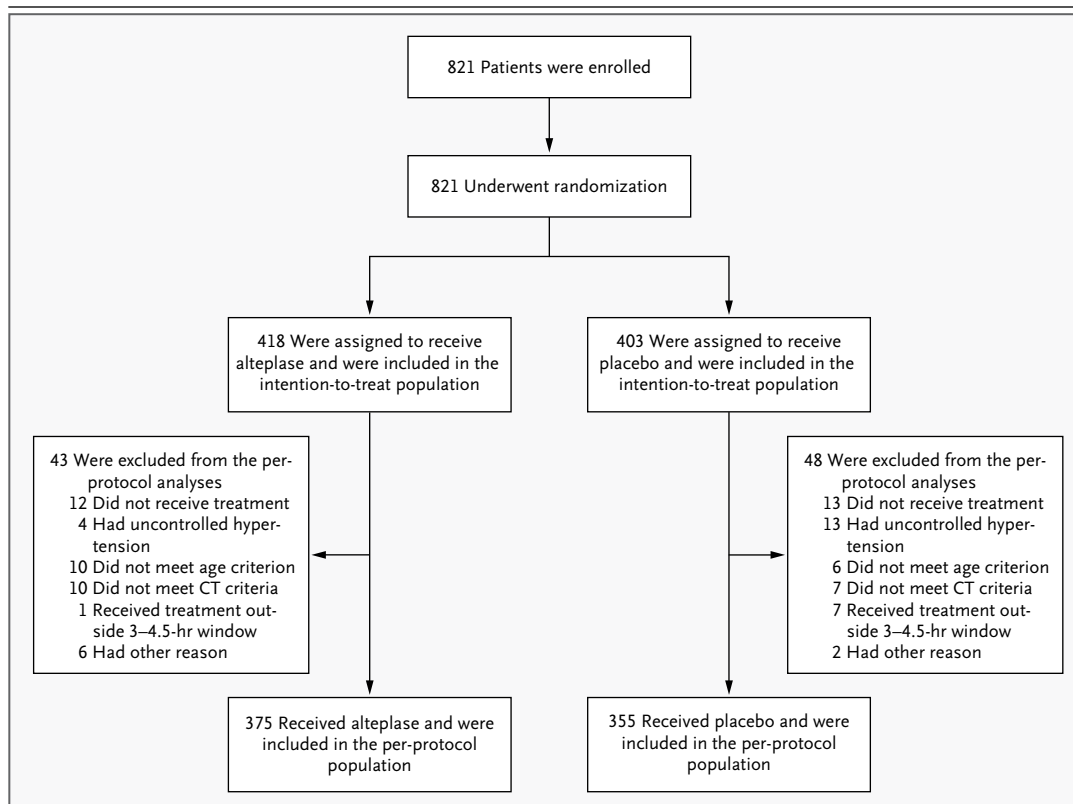 821 Patients were enrolled
821 Underwent randomization
418 Were assigned to receive
alteplase and were included in the
intention-to-treat population
403 Were assigned to receive
placebo and were included in the
intention-to-treat population
43 Were excluded from the per-
protocol analyses
12 Did not receive treatment
4 Had uncontrolled hyper-
tension
10 Did not meet age criterion
10 Did not meet CT criteria
1 Received treatment out-
side 3–4.5-hr window
6 Had other reason
48 Were excluded from the per-
protocol analyses
13 Did not receive treatment
13 Had uncontrolled hyper-
tension
6 Did not meet age criterion
7 Did not meet CT criteria
7 Received treatment out-
side 3–4.5-hr window
2 Had other reason
375 Received alteplase and were
included in the per-protocol
population
355 Received placebo and were
included in the per-protocol
population